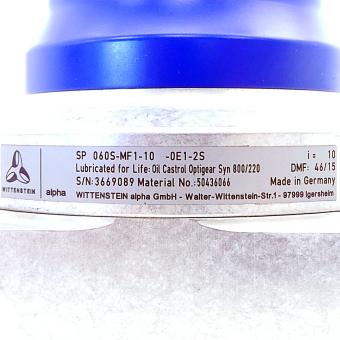 SP 060S-MF1-10 -0E1-2S i = 10
Lubricated for Life: Oil Castrol Optigear Syn 800/220 DMF: 46/15
S/N:3669089 Material No.:50436066 Made in Germany
WITTENSTEIN alpha WITTENSTEIN alpha GmbH - Walter-Wittenstein-Str.1 - 97999 Igersheim